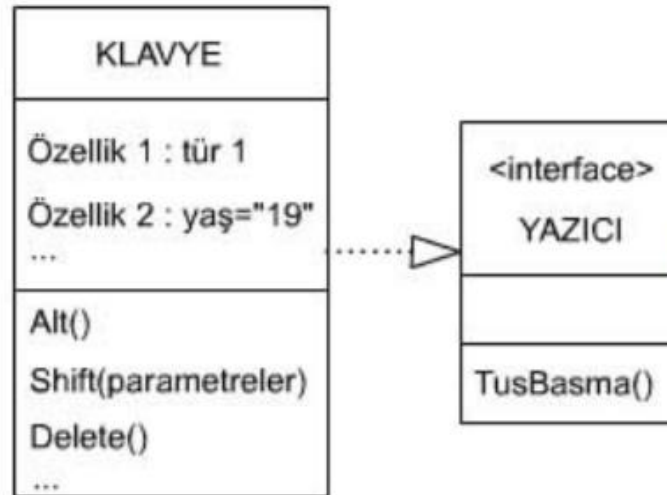 KLAVYE
Özellik 1 : tür 1
Özellik 2 : yaş="19"
...
Alt()
Shift(parametreler)
Delete()
...
<interface>
YAZICI
TusBasma()